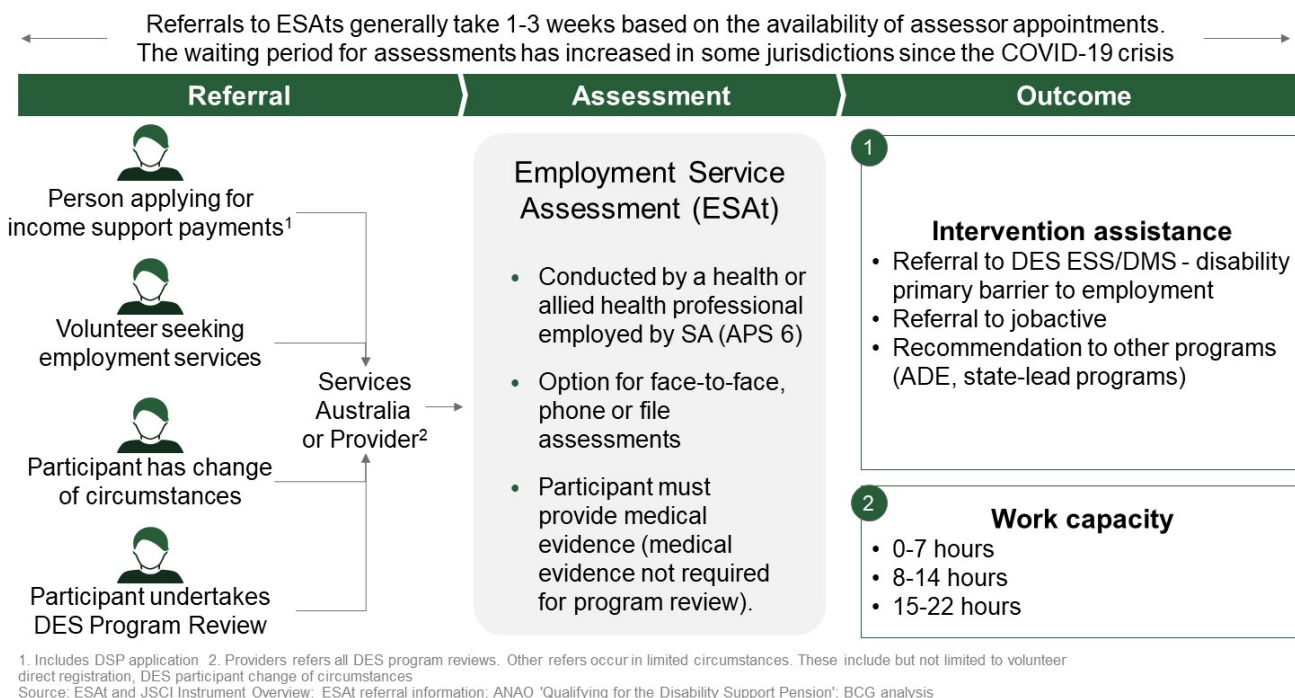 Referrals to ESAts generally take 1-3 weeks based on the availability of assessor appointments.
The waiting period for assessments has increased in some jurisdictions since the COVID-19 crisis
Referral
Assessment
Outcome
Person applying for
income support payments1
Volunteer seeking
employment services
Participant has change
of circumstances
Participant undertakes
DES Program Review
Services
Australia
or Provider2
Employment Service
Assessment (ESAt)
• Conducted by a health or
allied health professional
employed by SA (APS 6)
• Option for face-to-face,
phone or file
assessments
• Participant must
provide medical
evidence (medical
evidence not required
for program review).
1
Intervention assistance
• Referral to DES ESS/DMS - disability
primary barrier to employment
• Referral to jobactive
• Recommendation to other programs
(ADE, state-lead programs)
2
Work capacity
• 0-7 hours
• 8-14 hours
• 15-22 hours
1. Includes DSP application 2. Providers refers all DES program reviews. Other refers occur in limited circumstances. These include but not limited to volunteer
direct registration, DES participant change of circumstances
Source: ESAt and JSCI Instrument Overview; ESAt referral information; ANAO 'Qualifying for the Disability Support Pension'; BCG analysis